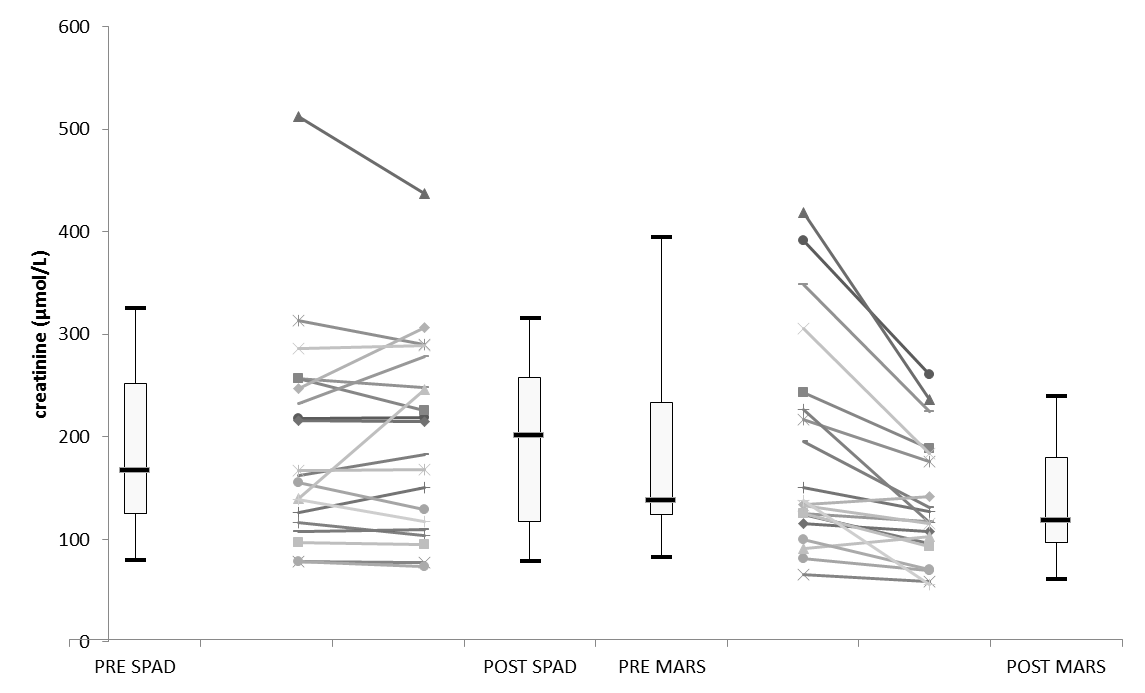 600
500
400
300
200
100
0
creatinine (µmol/L)
PRE SPAD
POST SPAD
PRE MARS
POST MARS